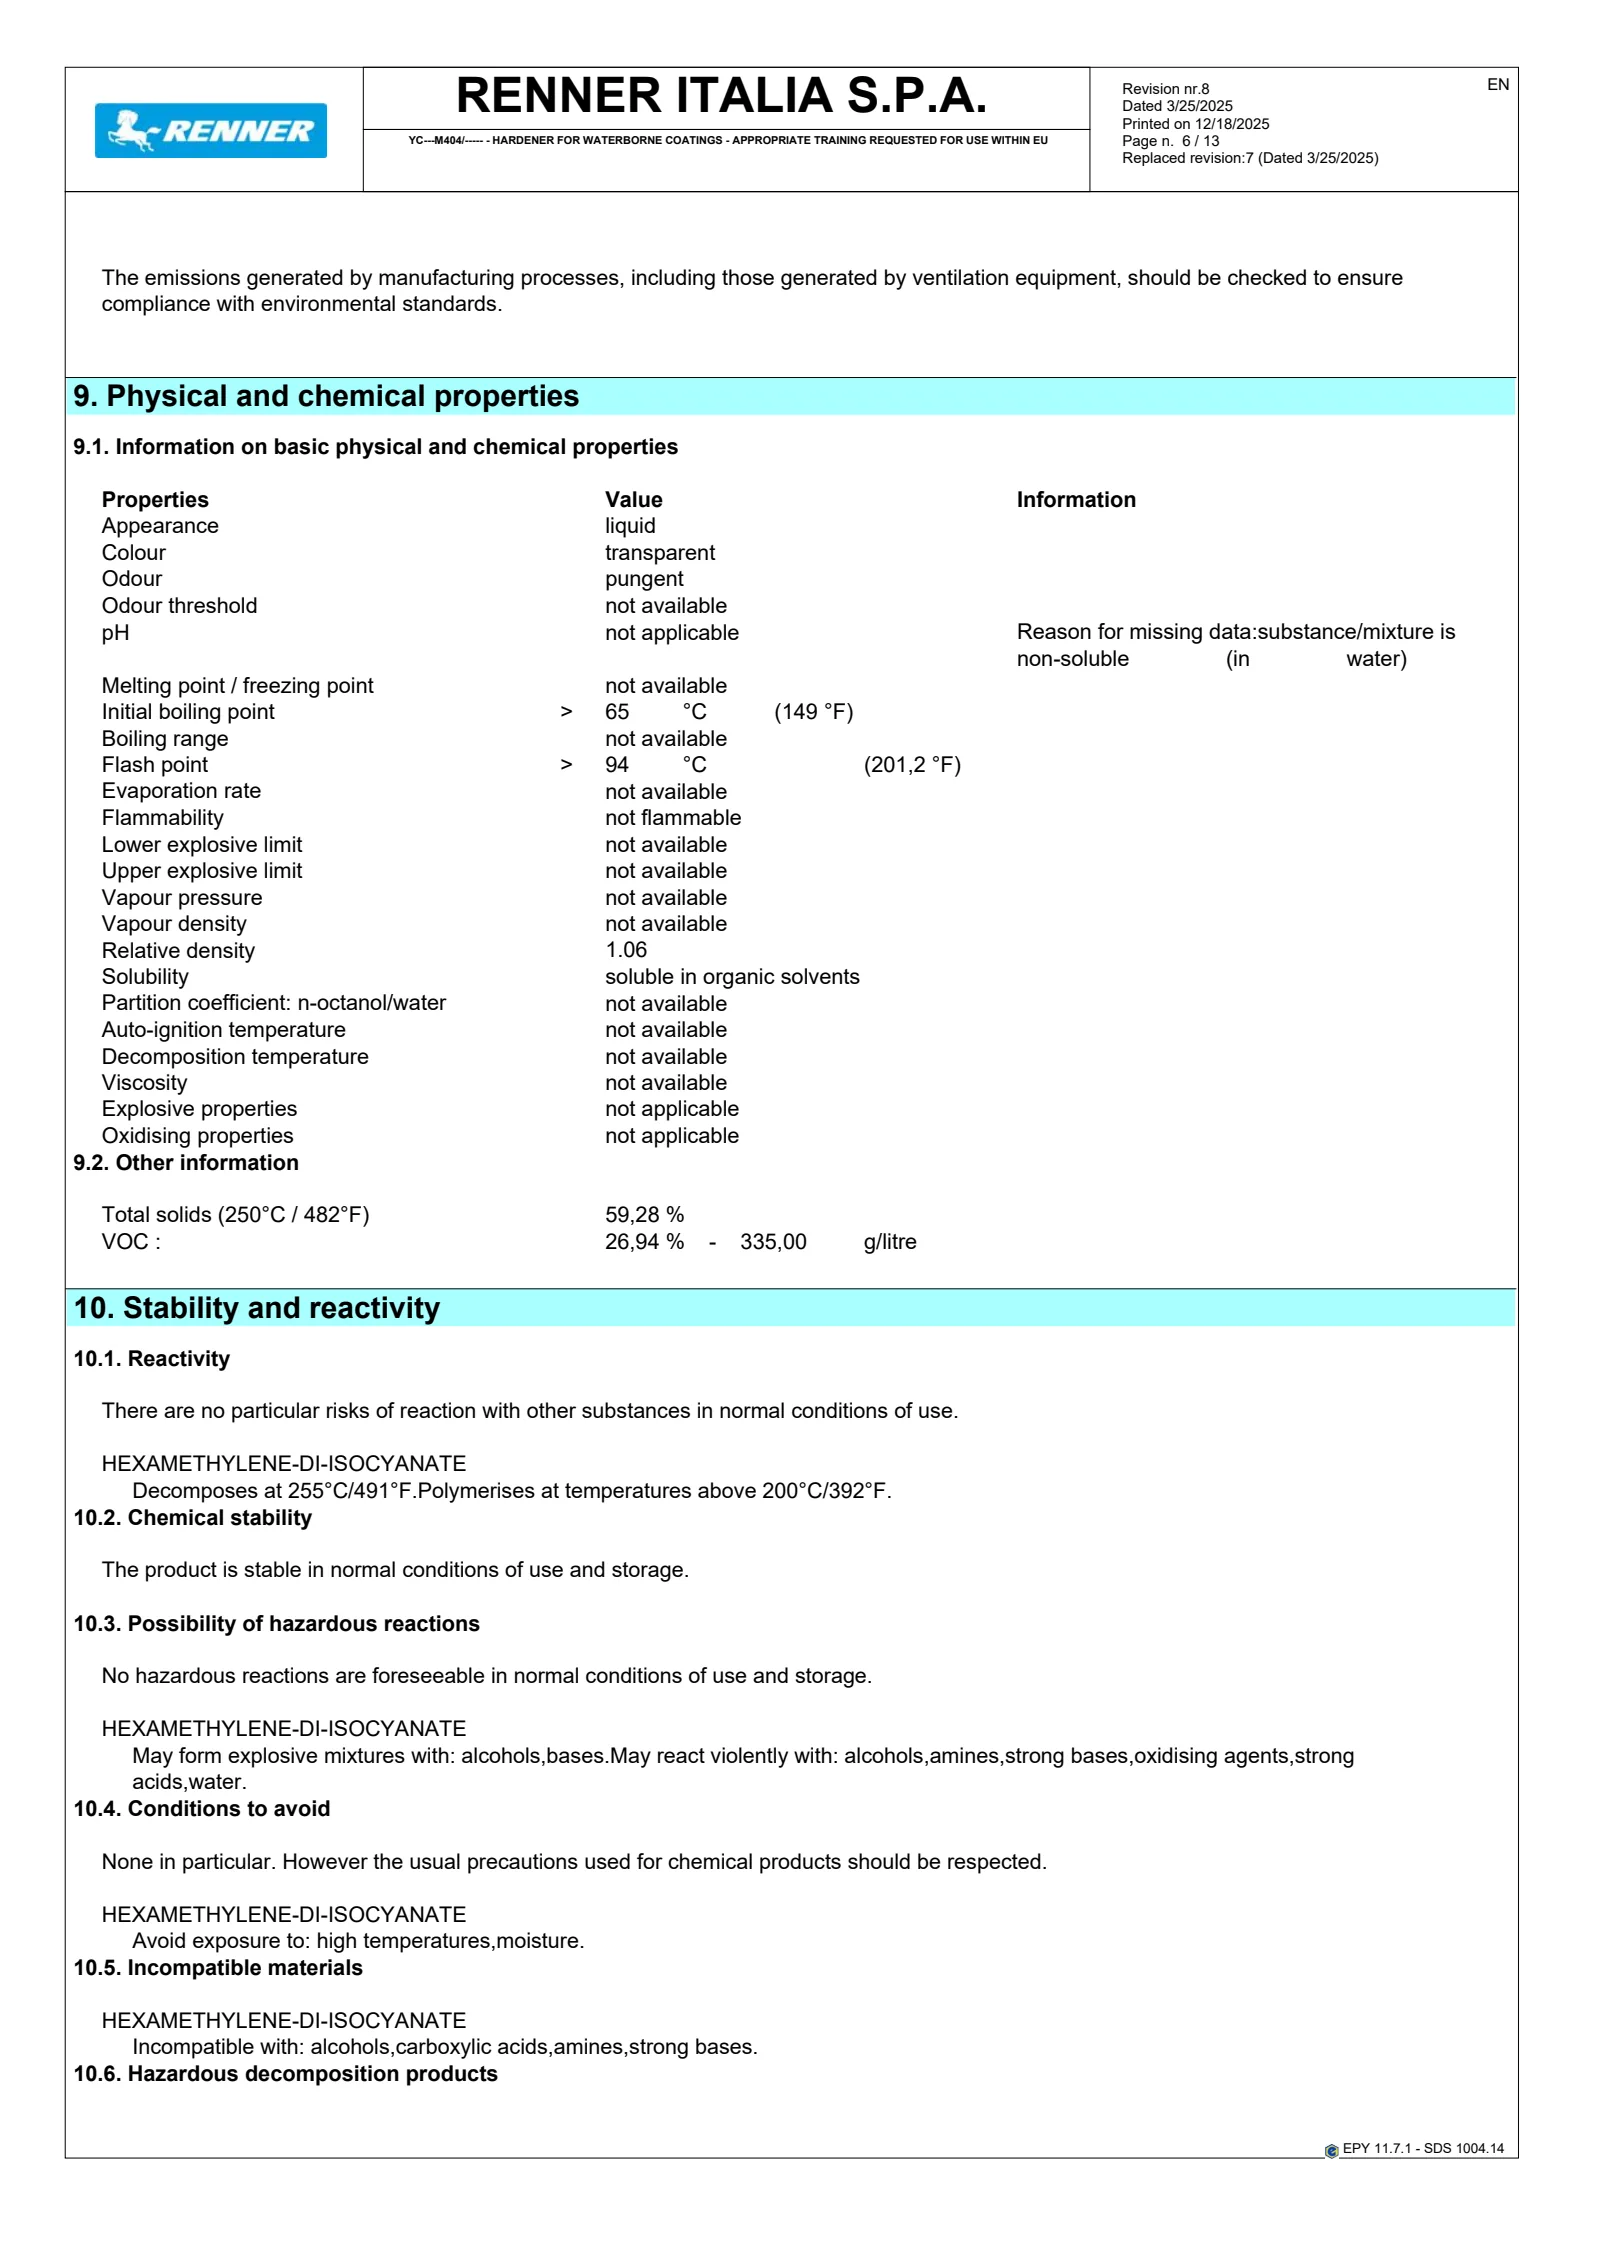 RENNER
RENNER ITALIA S.P.A.
YC---M404/----- - HARDENER FOR WATERBORNE COATINGS - APPROPRIATE TRAINING REQUESTED FOR USE WITHIN EU
Revision nr.8
Dated 3/25/2025
Printed on 12/18/2025
Page n. 6 / 13
Replaced revision:7 (Dated 3/25/2025)
EN
The emissions generated by manufacturing processes, including those generated by ventilation equipment, should be checked to ensure
compliance with environmental standards.
9. Physical and chemical properties
9.1. Information on basic physical and chemical properties
Properties Value Information
Appearance liquid
Colour transparent
Odour pungent
Odour threshold not available
pH not applicable Reason for missing data:substance/mixture is
non-soluble (in water)
Melting point / freezing point not available
Initial boiling point > 65 °C (149 °F)
Boiling range not available
Flash point > 94 °C (201,2 °F)
Evaporation rate not available
Flammability not flammable
Lower explosive limit not available
Upper explosive limit not available
Vapour pressure not available
Vapour density not available
Relative density 1.06
Solubility soluble in organic solvents
Partition coefficient: n-octanol/water not available
Auto-ignition temperature not available
Decomposition temperature not available
Viscosity not available
Explosive properties not applicable
Oxidising properties not applicable
9.2. Other information
Total solids (250°C / 482°F) 59,28 %
VOC : 26,94 % - 335,00 g/litre
10. Stability and reactivity
10.1. Reactivity
There are no particular risks of reaction with other substances in normal conditions of use.
HEXAMETHYLENE-DI-ISOCYANATE
Decomposes at 255°C/491°F.Polymerises at temperatures above 200°C/392°F.
10.2. Chemical stability
The product is stable in normal conditions of use and storage.
10.3. Possibility of hazardous reactions
No hazardous reactions are foreseeable in normal conditions of use and storage.
HEXAMETHYLENE-DI-ISOCYANATE
May form explosive mixtures with: alcohols,bases.May react violently with: alcohols,amines,strong bases,oxidising agents,strong
acids,water.
10.4. Conditions to avoid
None in particular. However the usual precautions used for chemical products should be respected.
HEXAMETHYLENE-DI-ISOCYANATE
Avoid exposure to: high temperatures,moisture.
10.5. Incompatible materials
HEXAMETHYLENE-DI-ISOCYANATE
Incompatible with: alcohols,carboxylic acids,amines,strong bases.
10.6. Hazardous decomposition products
EPY 11.7.1 - SDS 1004.14